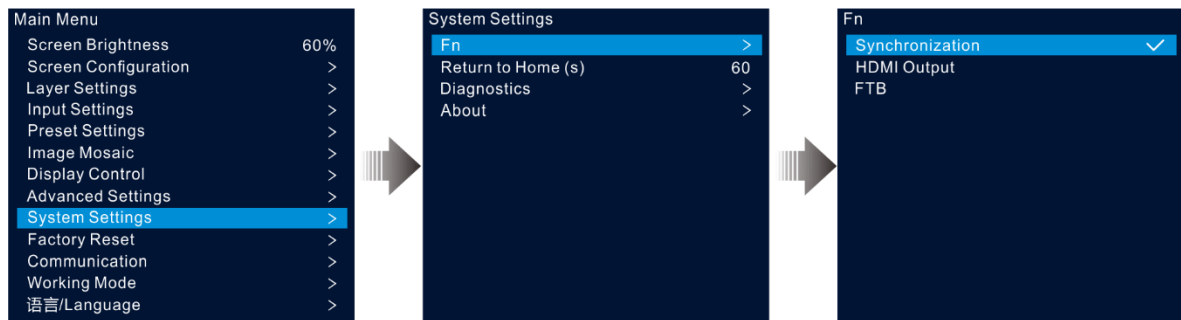 Main Menu
Screen Brightness 60%
Screen Configuration >
Layer Settings >
Input Settings >
Preset Settings >
Image Mosaic >
Display Control >
Advanced Settings >
System Settings >
Factory Reset >
Communication >
Working Mode >
语言/Language >
System Settings
Fn >
Return to Home (s) 60
Diagnostics >
About >
Fn
Synchronization ✓
HDMI Output
FTB